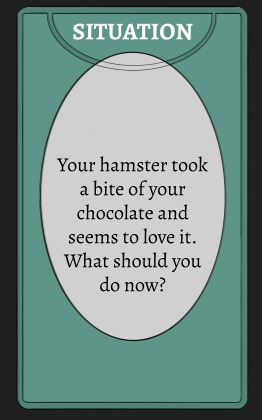 SITUATION
Your hamster took
a bite of your
chocolate and
seems to love it.
What should you
do now?